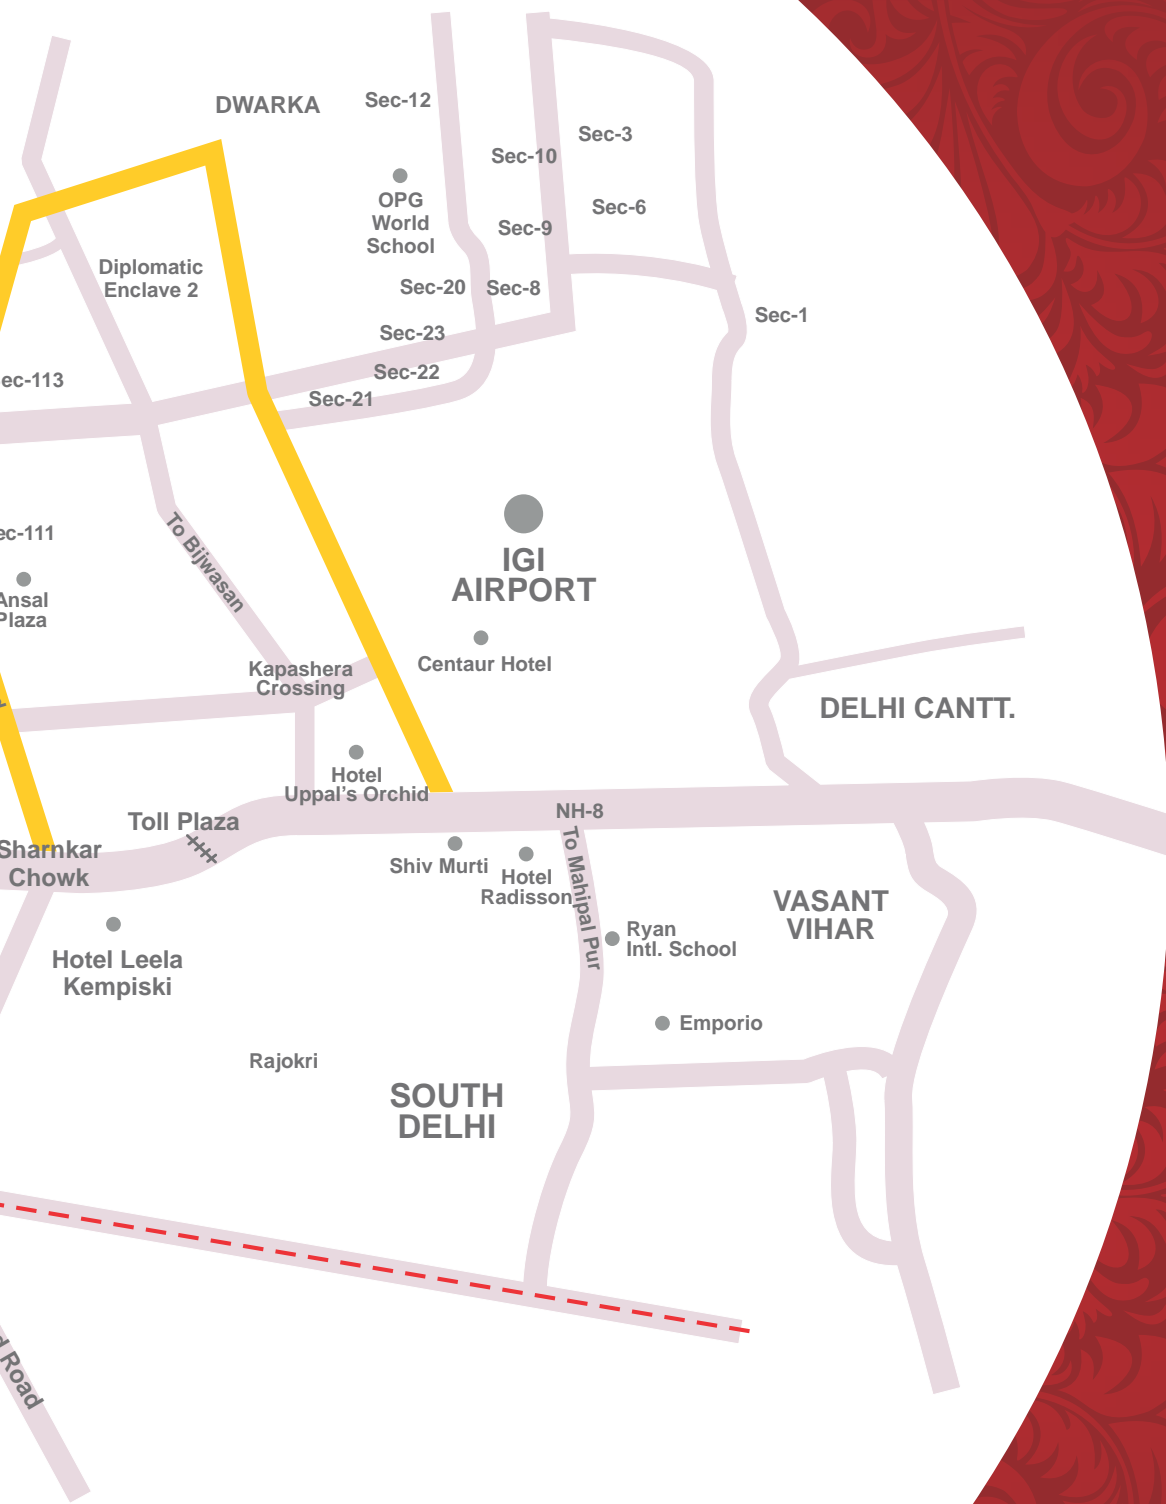 DWARKA
Sec-12
Sec-3
Sec-10
OPG
World
School
Sec-6
Sec-9
Diplomatic
Enclave 2
Sec-20
Sec-8
Sec-1
Sec-23
Sec-22
ec-113
Sec-21
ec-111
To Bijwasan
IGI
AIRPORT
Ansal
Plaza
Centaur Hotel
Kapashera
Crossing
DELHI CANTT.
Hotel
Uppal's Orchid
NH-8
Toll Plaza
Sharnkar
Chowk
Shiv Murti
Hotel
Radisson
To Mahipal Pur
VASANT
VIHAR
Ryan
Intl. School
Hotel Leela
Kempiski
Emporio
Rajokri
SOUTH
DELHI
d Road